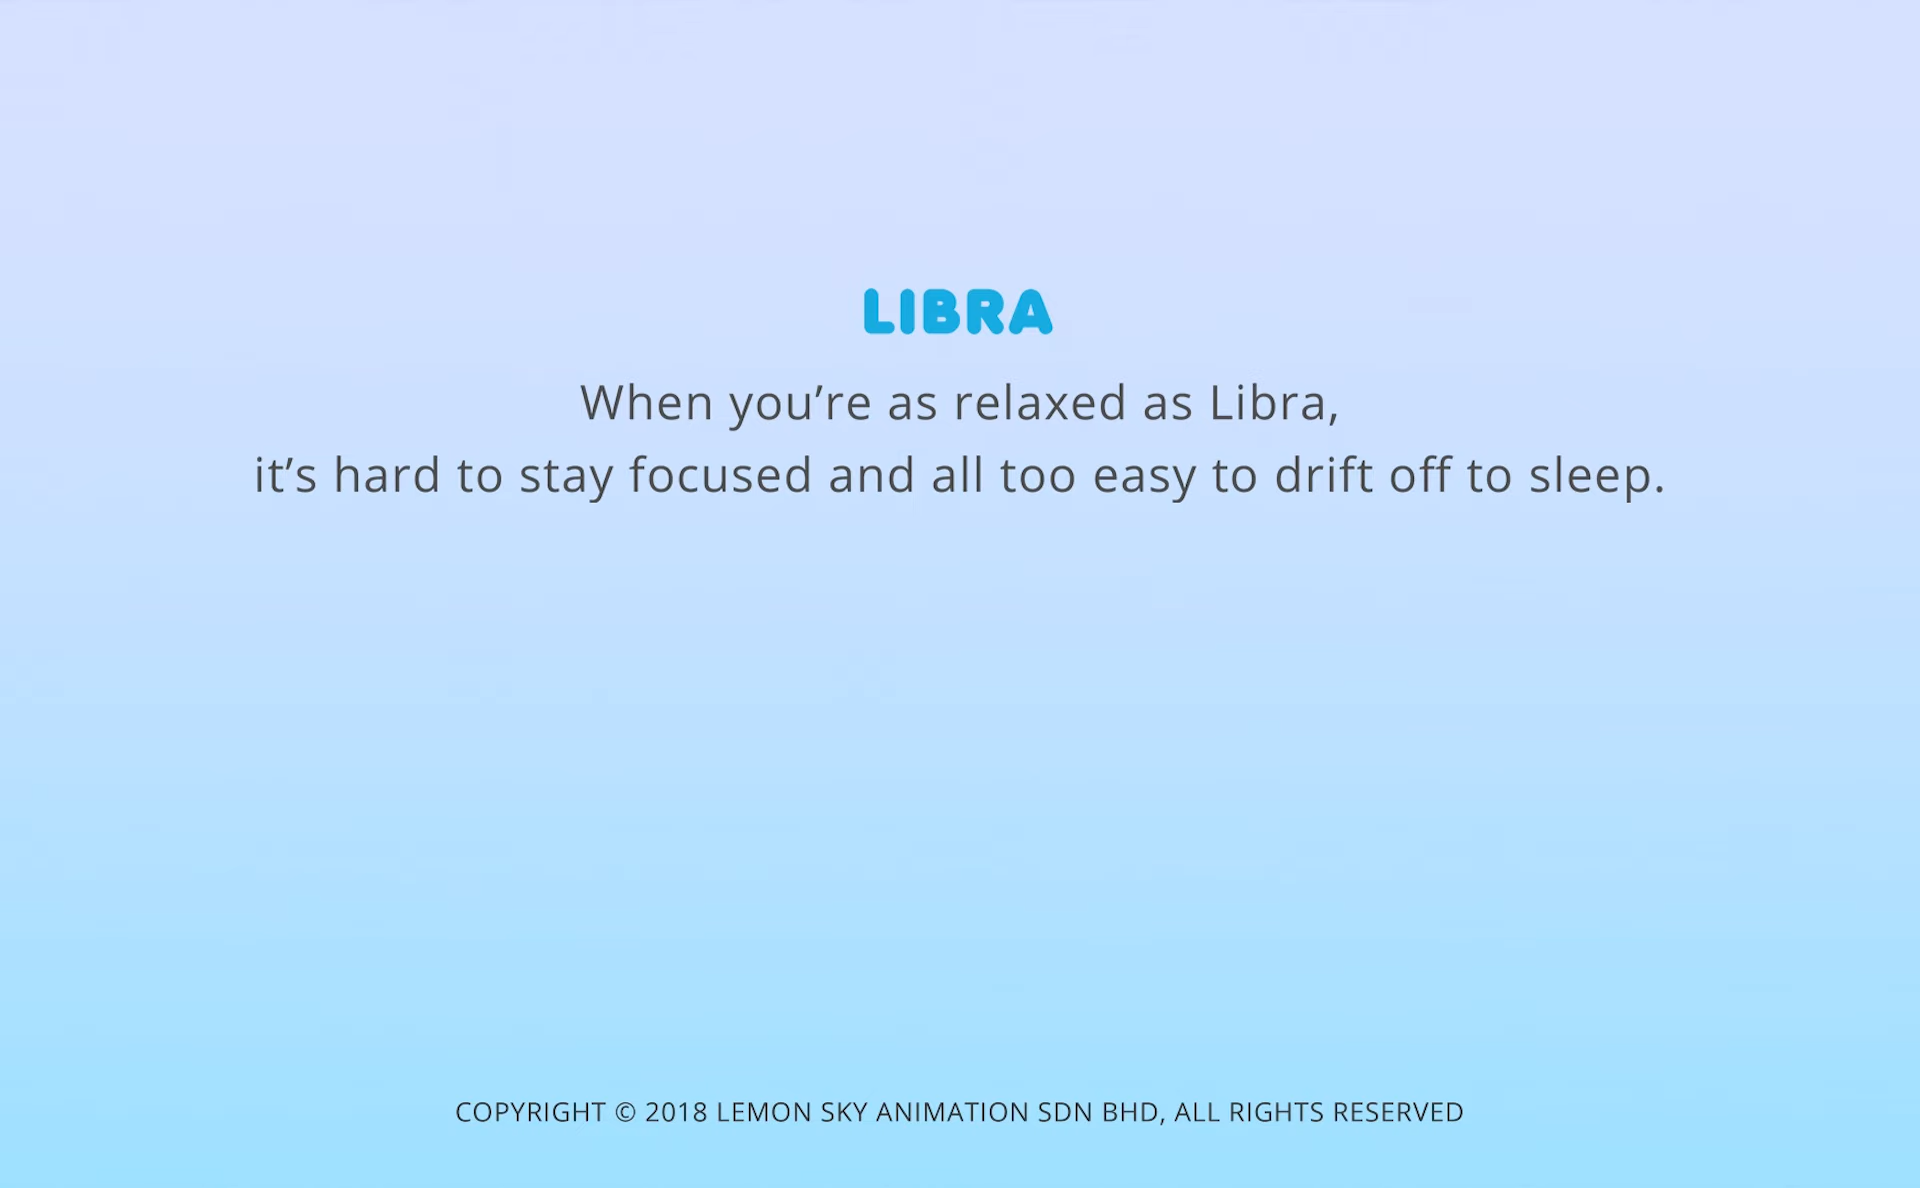 LIBRA
When you’re as relaxed as Libra,
it’s hard to stay focused and all too easy to drift off to sleep.
COPYRIGHT © 2018 LEMON SKY ANIMATION SDN BHD, ALL RIGHTS RESERVED